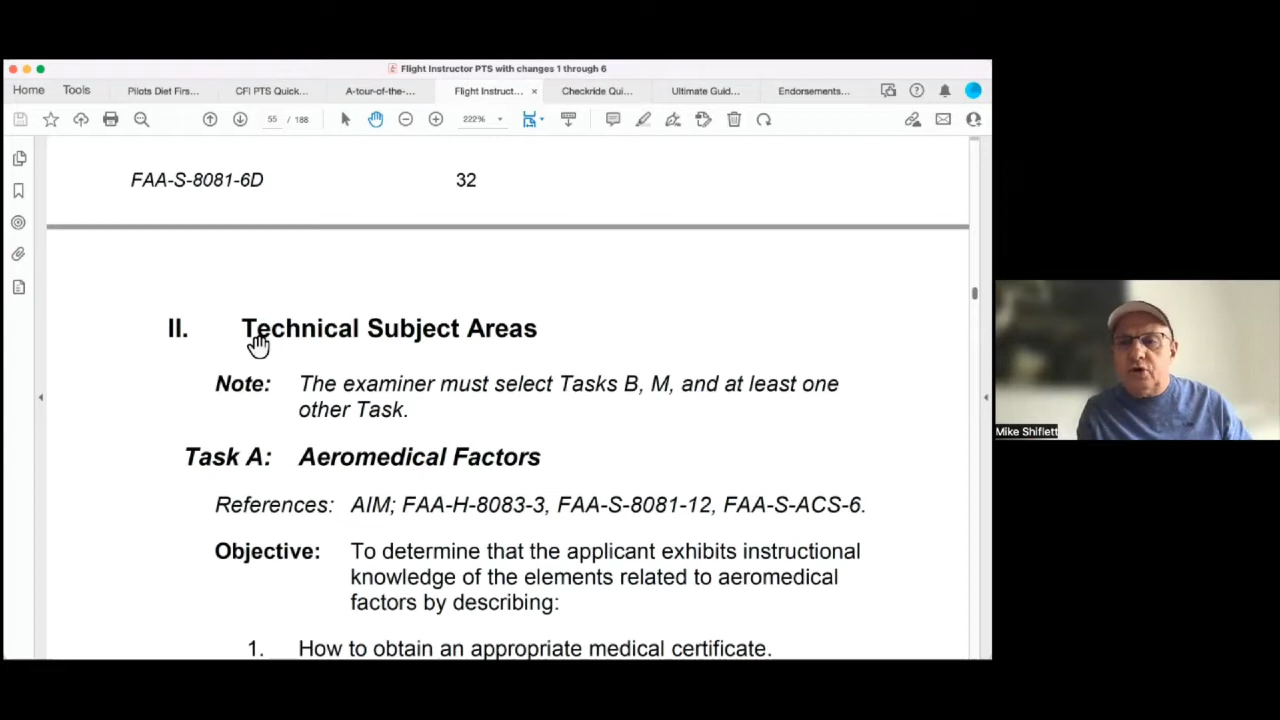 Flight Instructor PTS with changes 1 through 6
Home Tools Pilots Diet Firs... CFI PTS Quick... A-tour-of-the-... Flight Instruct... × Checkride Qui... Ultimate Guid... Endorsements...
55 / 188 222%
FAA-S-8081-6D 32
II. Technical Subject Areas
Note: The examiner must select Tasks B, M, and at least one
other Task.
Task A: Aeromedical Factors
References: AIM; FAA-H-8083-3, FAA-S-8081-12, FAA-S-ACS-6.
Objective: To determine that the applicant exhibits instructional
knowledge of the elements related to aeromedical
factors by describing:
1. How to obtain an appropriate medical certificate.
Mike Shiflett